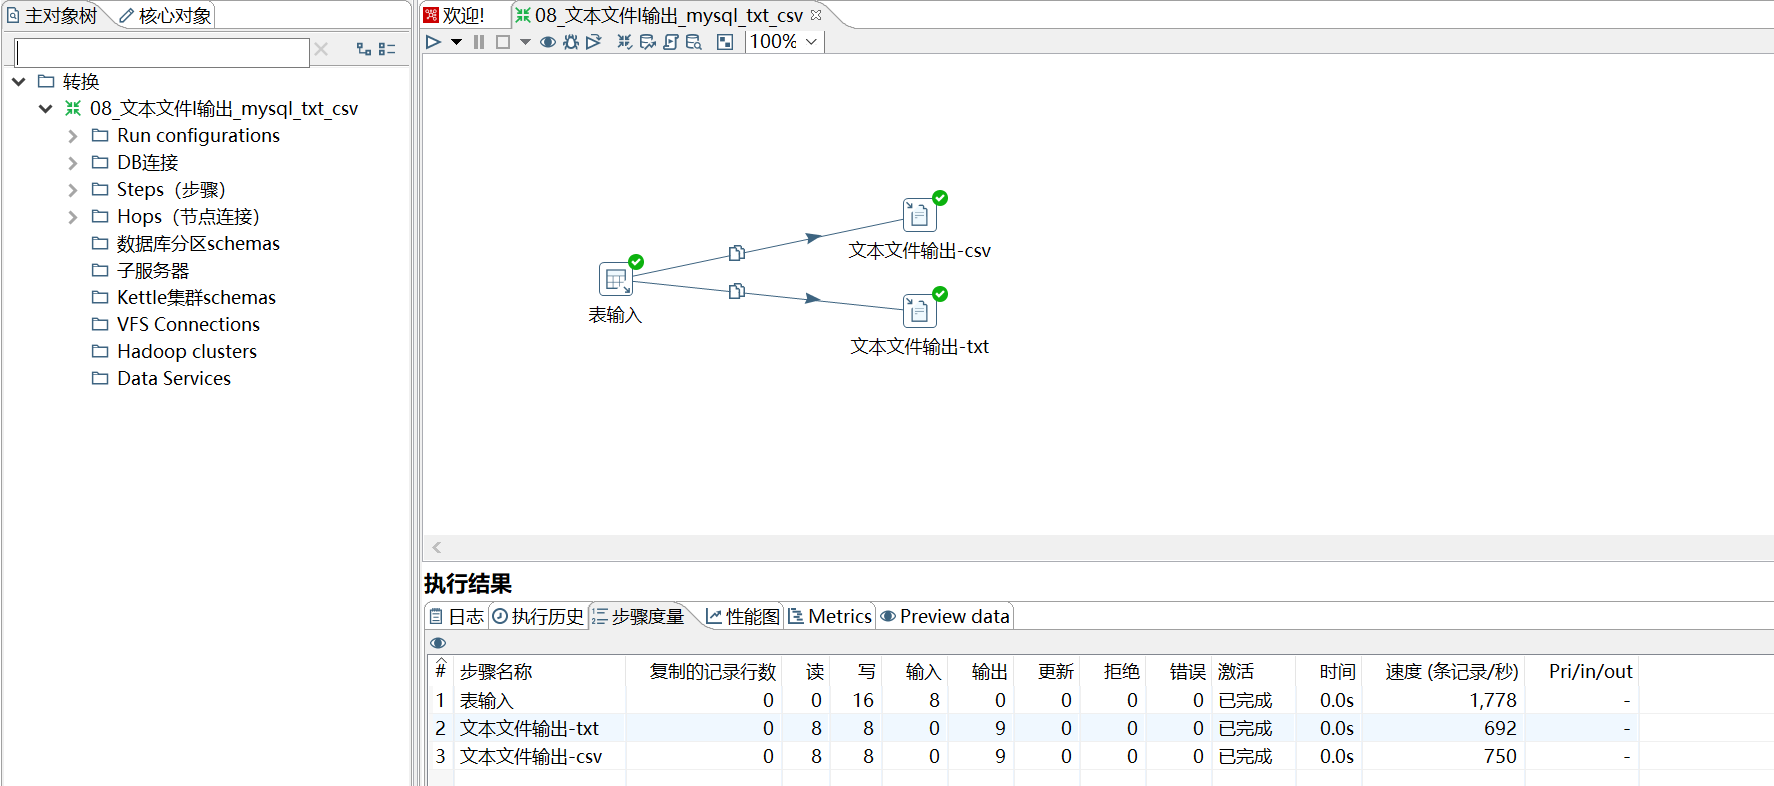 主对象树 核心对象
转换
08_文本文件I输出_mysql_txt_csv
Run configurations
DB连接
Steps（步骤）
Hops（节点连接）
数据库分区schemas
子服务器
Kettle集群schemas
VFS Connections
Hadoop clusters
Data Services
欢迎! 08_文本文件I输出_mysql_txt_csv
100%
文本文件输出-csv
表输入
文本文件输出-txt
执行结果
日志 执行历史 步骤度量 性能图 Metrics Preview data
# 步骤名称 复制的记录行数 读 写 输入 输出 更新 拒绝 错误 激活 时间 速度 (条记录/秒) Pri/in/out
1 表输入 0 0 16 8 0 0 0 0 已完成 0.0s 1,778 -
2 文本文件输出-txt 0 8 8 0 9 0 0 0 已完成 0.0s 692 -
3 文本文件输出-csv 0 8 8 0 9 0 0 0 已完成 0.0s 750 -